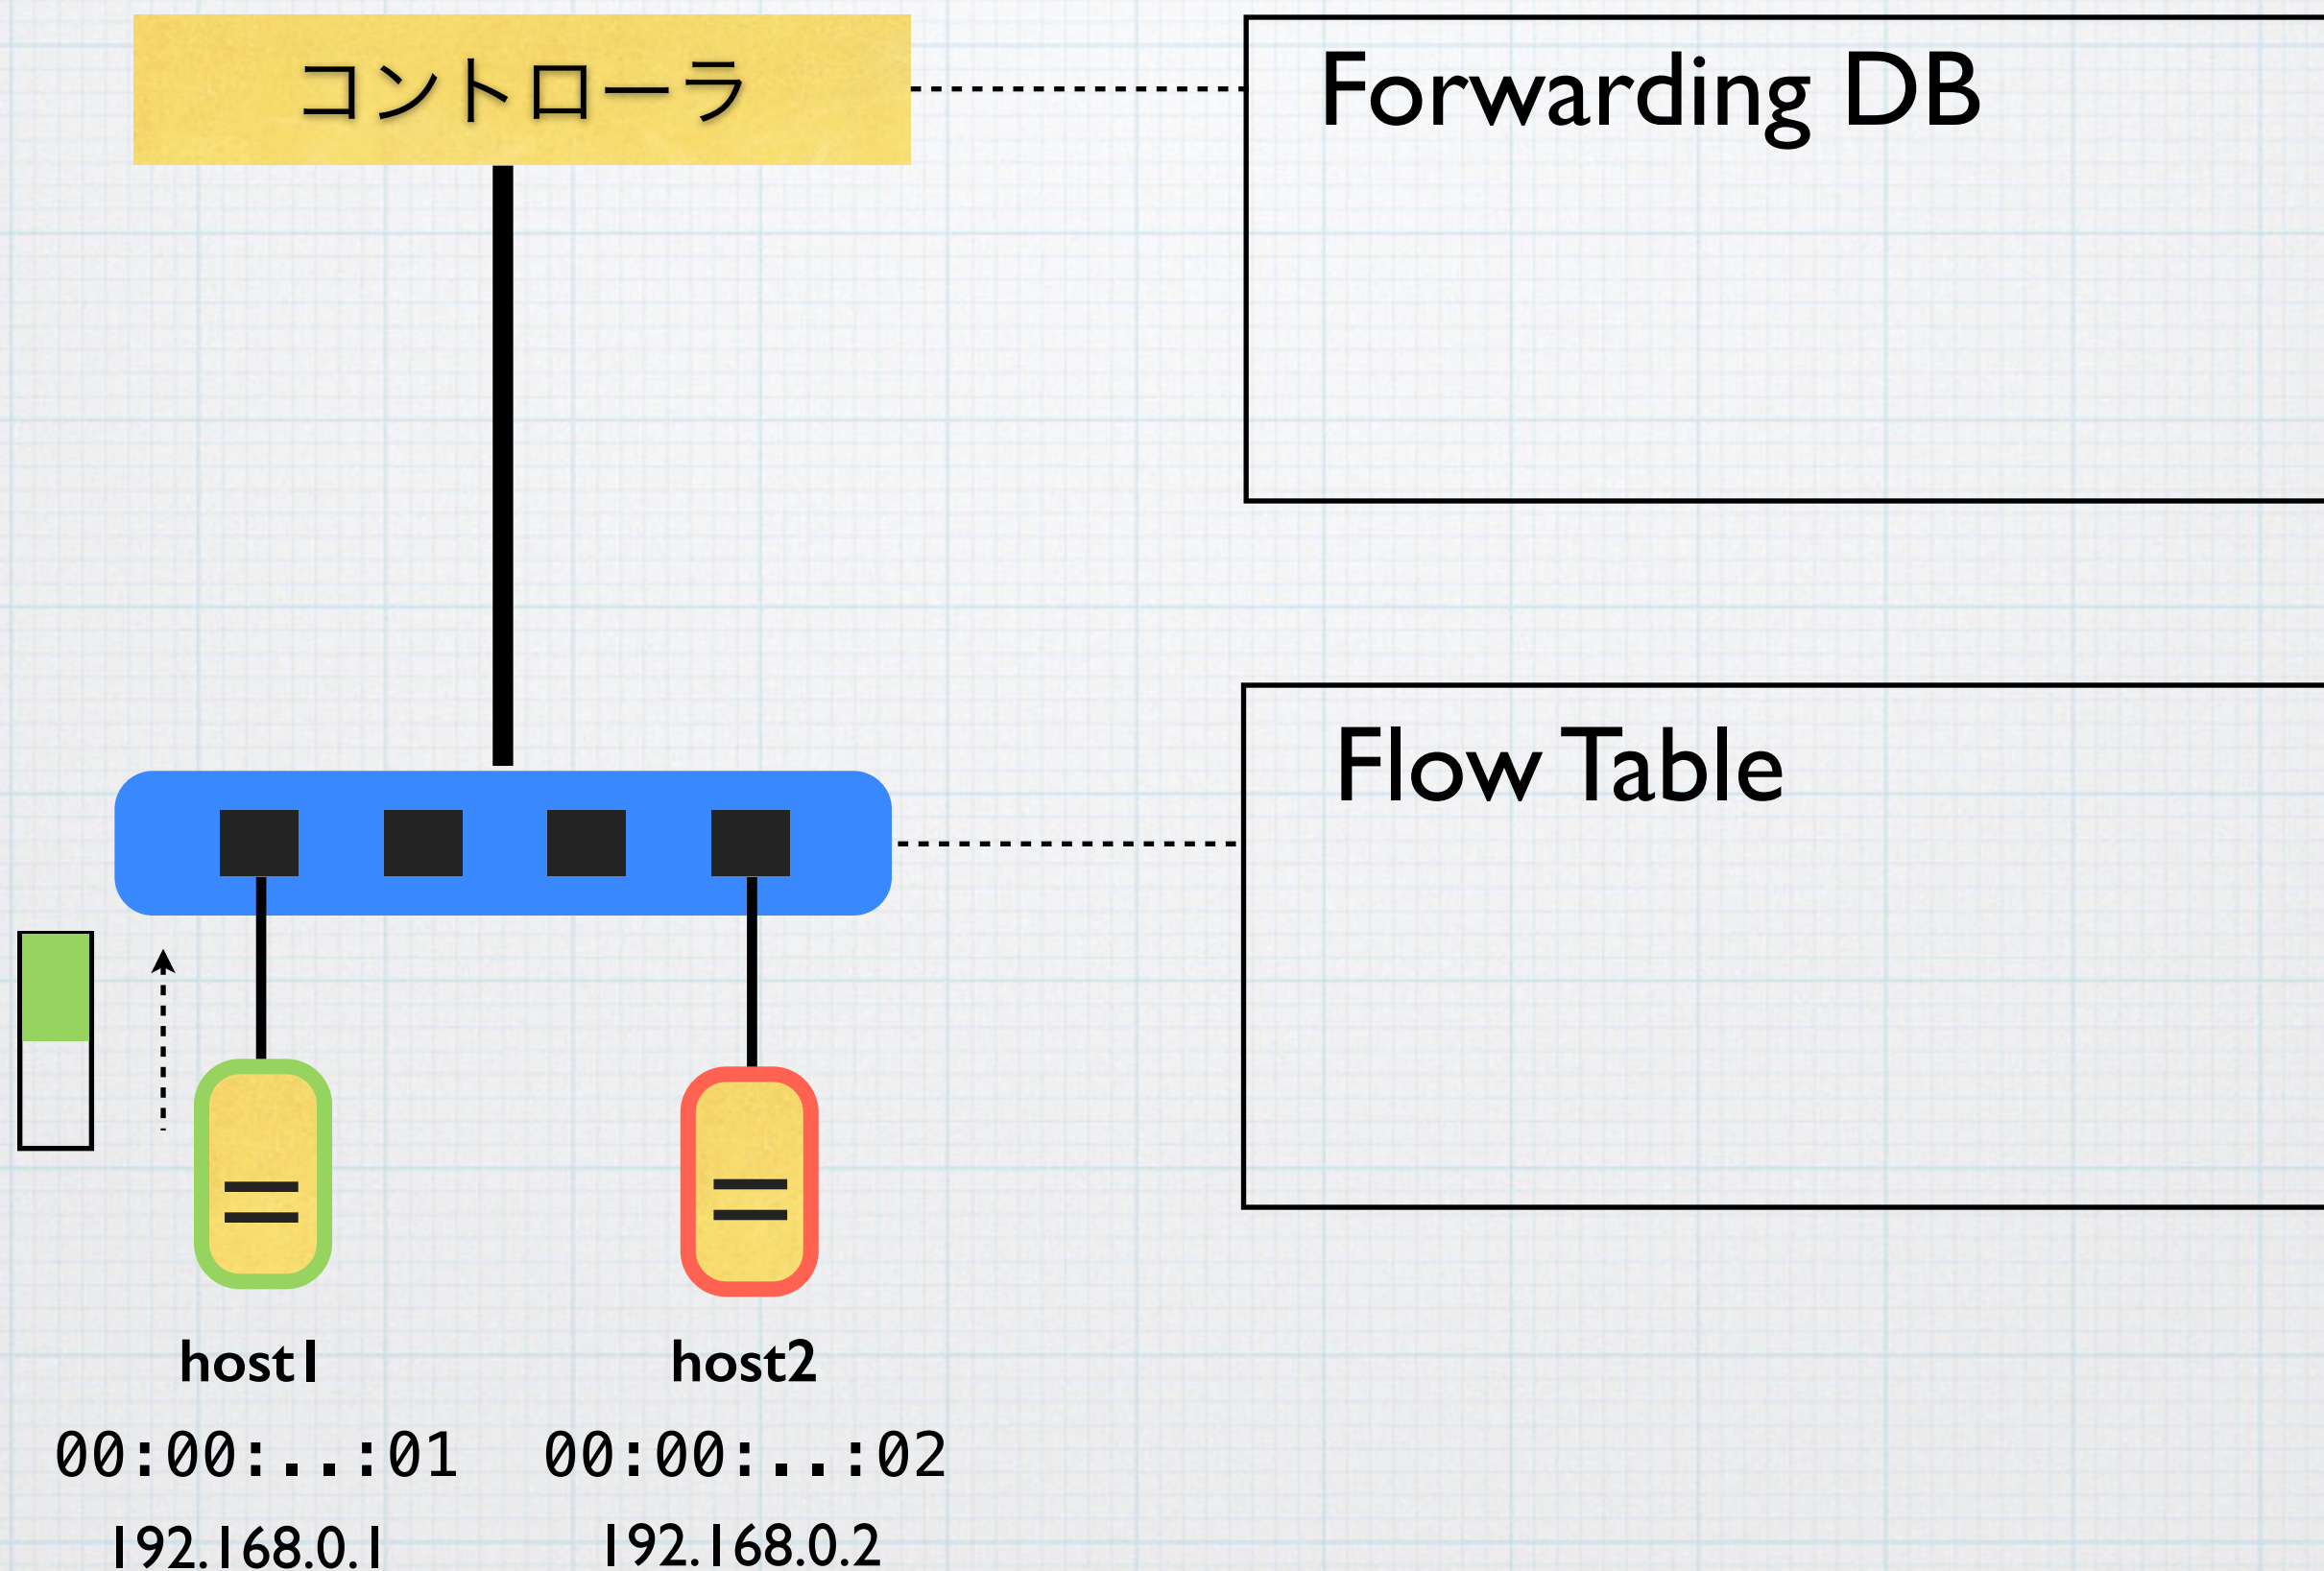 コントローラ
Forwarding DB
Flow Table
host1
host2
00:00:..:01
00:00:..:02
192.168.0.1
192.168.0.2